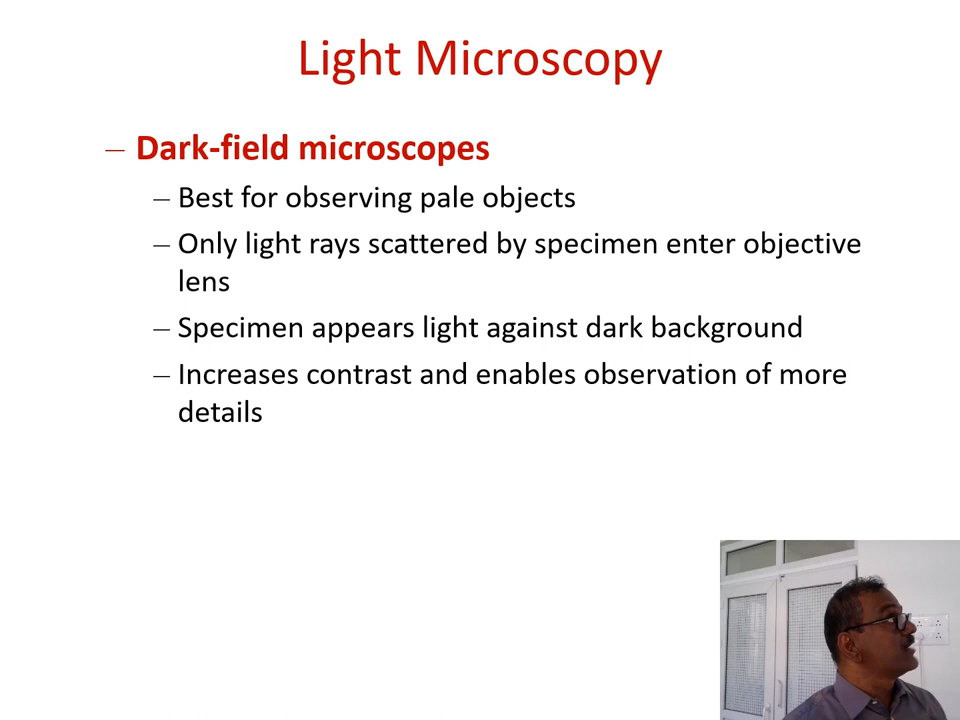 Light Microscopy
– Dark-field microscopes
– Best for observing pale objects
– Only light rays scattered by specimen enter objective
lens
– Specimen appears light against dark background
– Increases contrast and enables observation of more
details